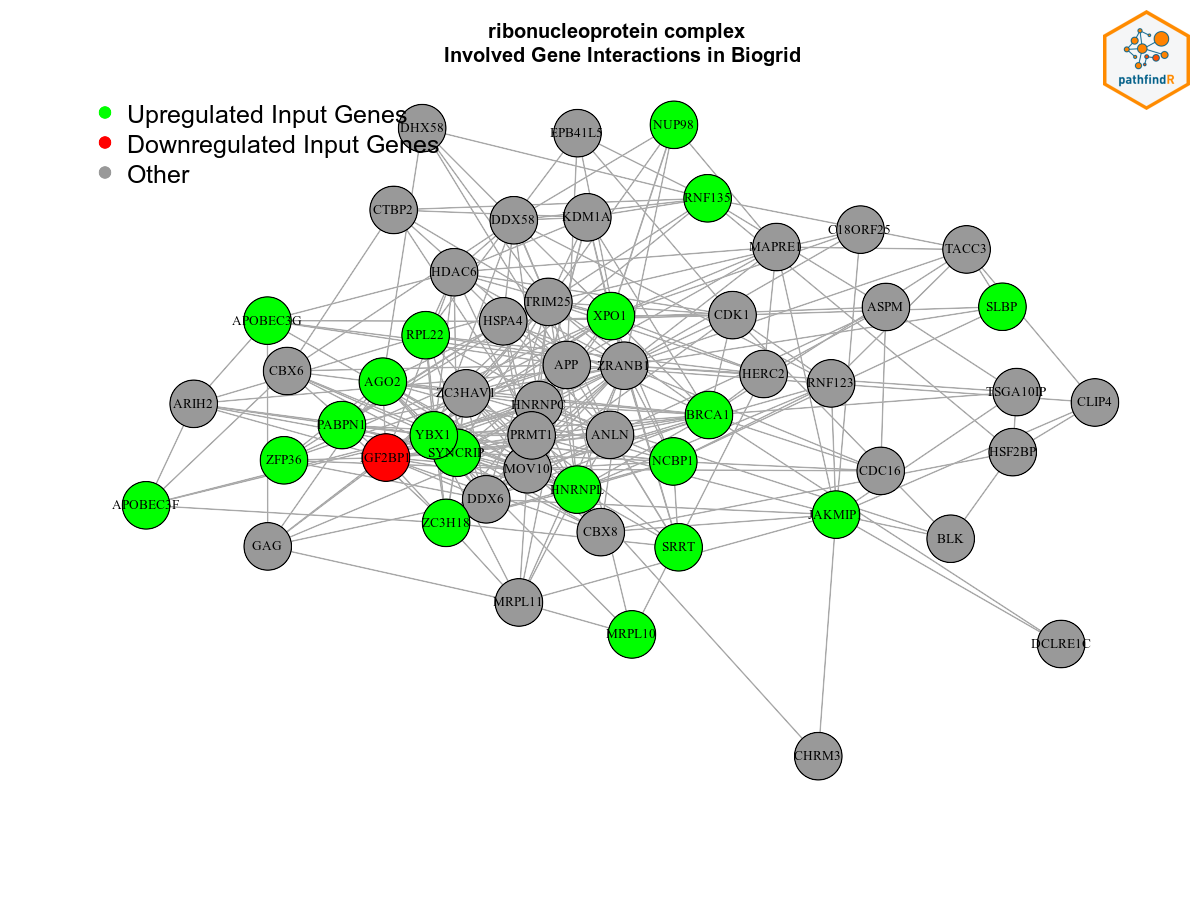 ribonucleoprotein complex
Involved Gene Interactions in Biogrid
pathfindR
Upregulated Input Genes
Downregulated Input Genes
Other
DHX58
EPB41L5
NUP98
RNF135
CTBP2
DDX58
KDM1A
C18ORF25
MAPRE1
TACC3
HDAC6
TRIM25
APOBEC3G
HSPA4
XPO1
CDK1
ASPM
SLBP
RPL22
CBX6
APP
ZRANB1
HERC2
RNF123
AGO2
ZC3HAV1
TSGA10IP
CLIP4
ARIH2
HNRNPC
BRCA1
PABPN1
YBX1
PRMT1
ANLN
SYNCRIP
HSF2BP
ZFP36
IGF2BP
NCBP1
MOV10
CDC16
HNRNPL
DDX6
APOBEC3F
JAKMIP
ZC3H18
CBX8
BLK
GAG
SRRT
MRPL11
MRPL10
DCLRE1C
CHRM3